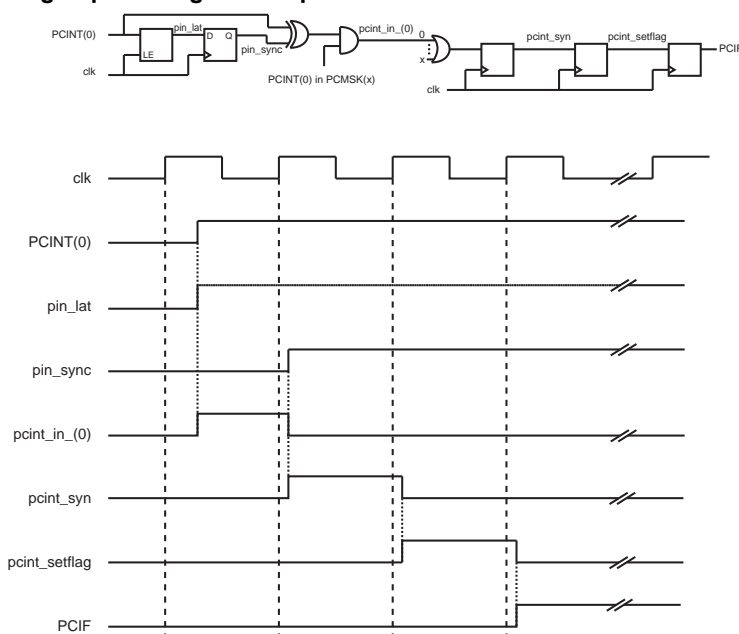 PCINT(0)
pin_lat
D Q
LE
pin_sync
clk
PCINT(0) in PCMSK(x)
pcint_in_(0)
0
x
clk
pcint_syn
pcint_setflag
PCIF
clk
PCINT(0)
pin_lat
pin_sync
pcint_in_(0)
pcint_syn
pcint_setflag
PCIF